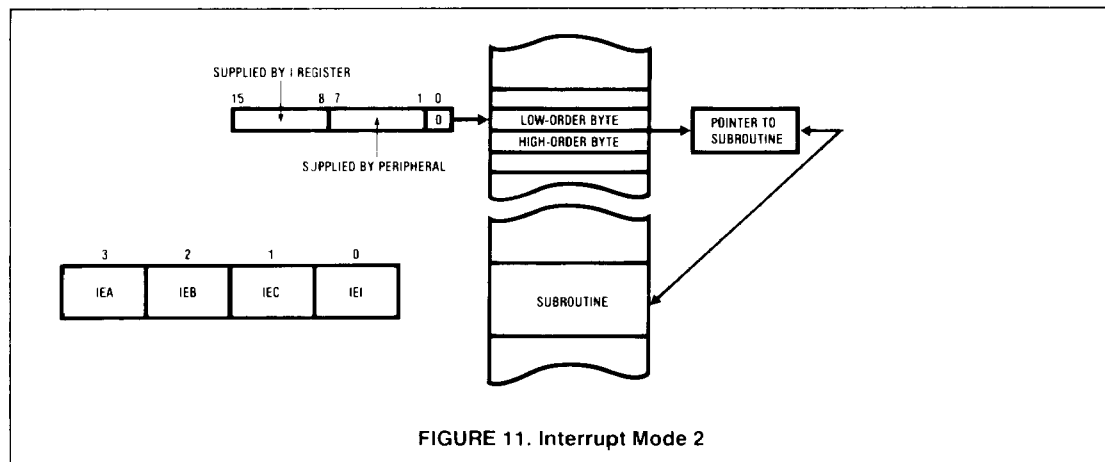 SUPPLIED BY I REGISTER
15 8 7 1 0
0
SUPPLIED BY PERIPHERAL
LOW-ORDER BYTE
HIGH-ORDER BYTE
POINTER TO
SUBROUTINE
3 2 1 0
IEA IEB IEC IEI
SUBROUTINE
FIGURE 11. Interrupt Mode 2